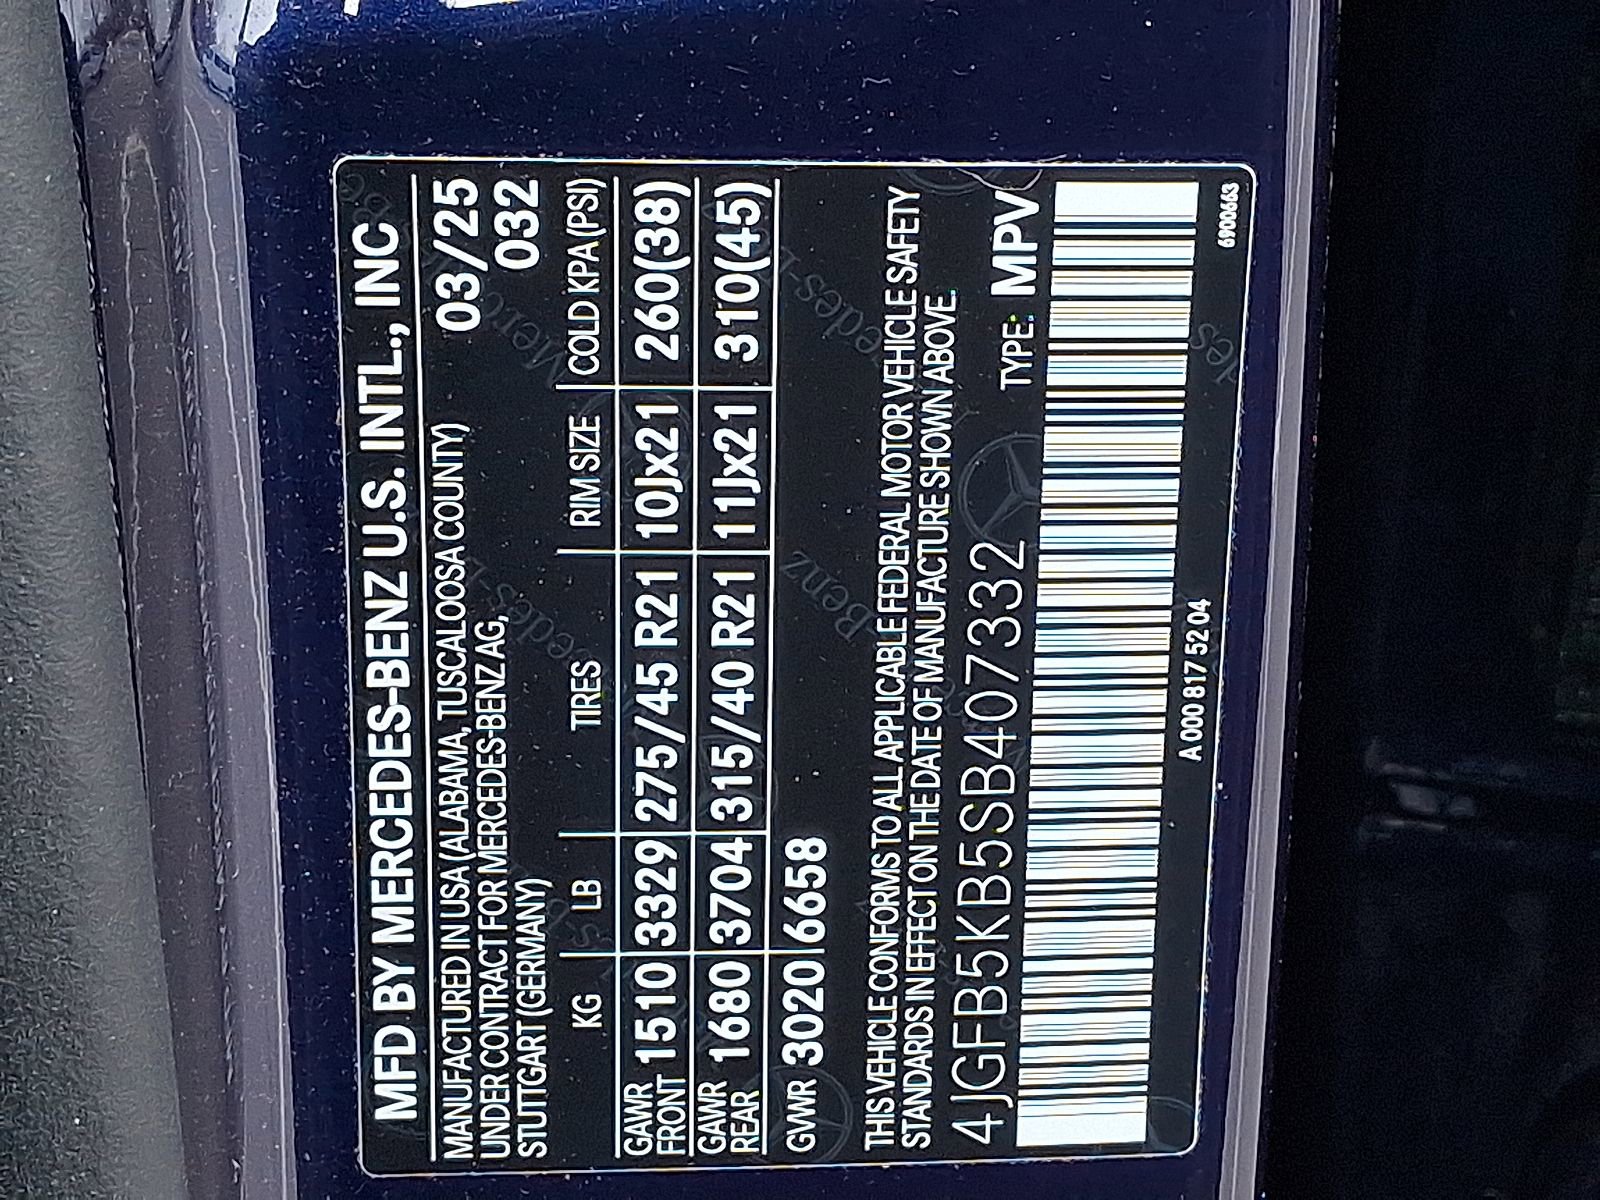 MFD BY MERCEDES-BENZ U.S. INTL., INC
MANUFACTURED IN USA (ALABAMA, TUSCALOOSA COUNTY) 03/25
UNDER CONTRACT FOR MERCEDES-BENZ AG, 032
STUTTGART (GERMANY)
KG LB TIRES RIM SIZE COLD KPA (PSI)
GAWR FRONT 1510 3329 275/45 R21 10Jx21 260(38)
GAWR REAR 1680 3704 315/40 R21 11Jx21 310(45)
GVWR 3020 6658
THIS VEHICLE CONFORMS TO ALL APPLICABLE FEDERAL MOTOR VEHICLE SAFETY
STANDARDS IN EFFECT ON THE DATE OF MANUFACTURE SHOWN ABOVE.
4JGFB5KB5SB407332 TYPE: MPV
A 000 817 52 04 6900663